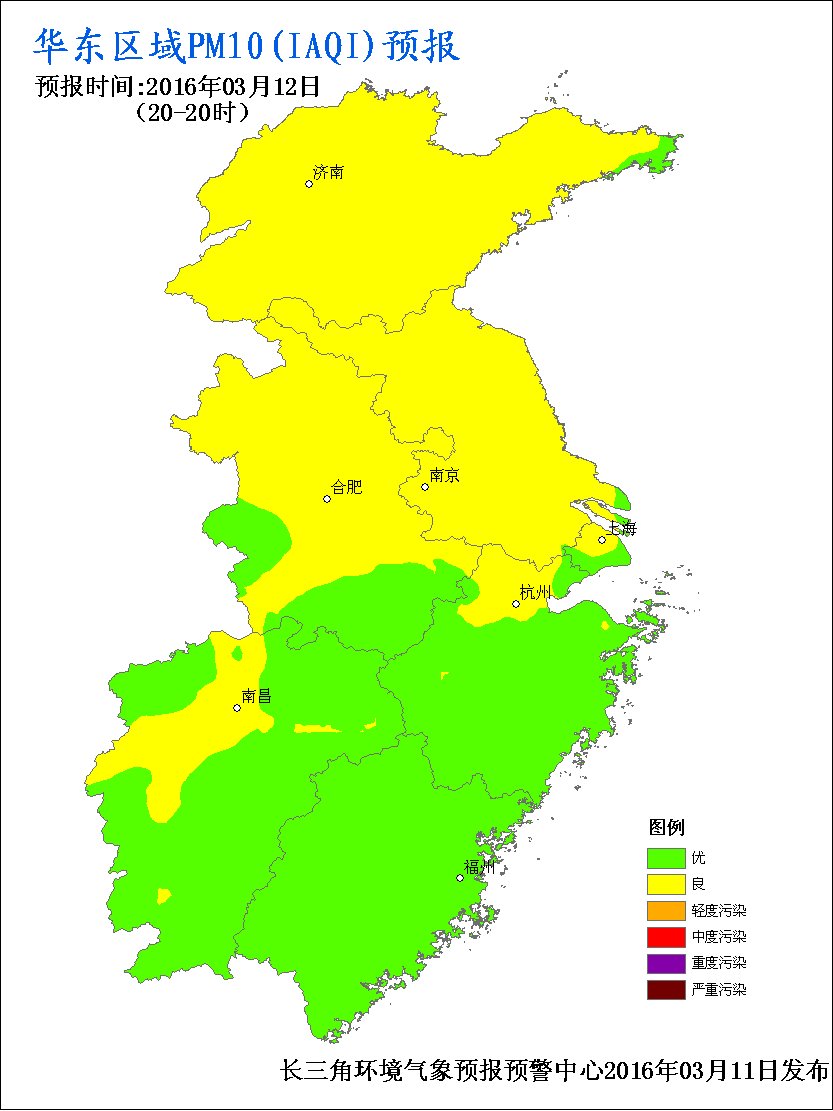 华东区域PM10(IAQI)预报
预报时间:2016年03月12日
(20-20时)
济南
合肥
南京
上海
杭州
南昌
福州
图例
优
良
轻度污染
中度污染
重度污染
严重污染
长三角环境气象预报预警中心2016年03月11日发布